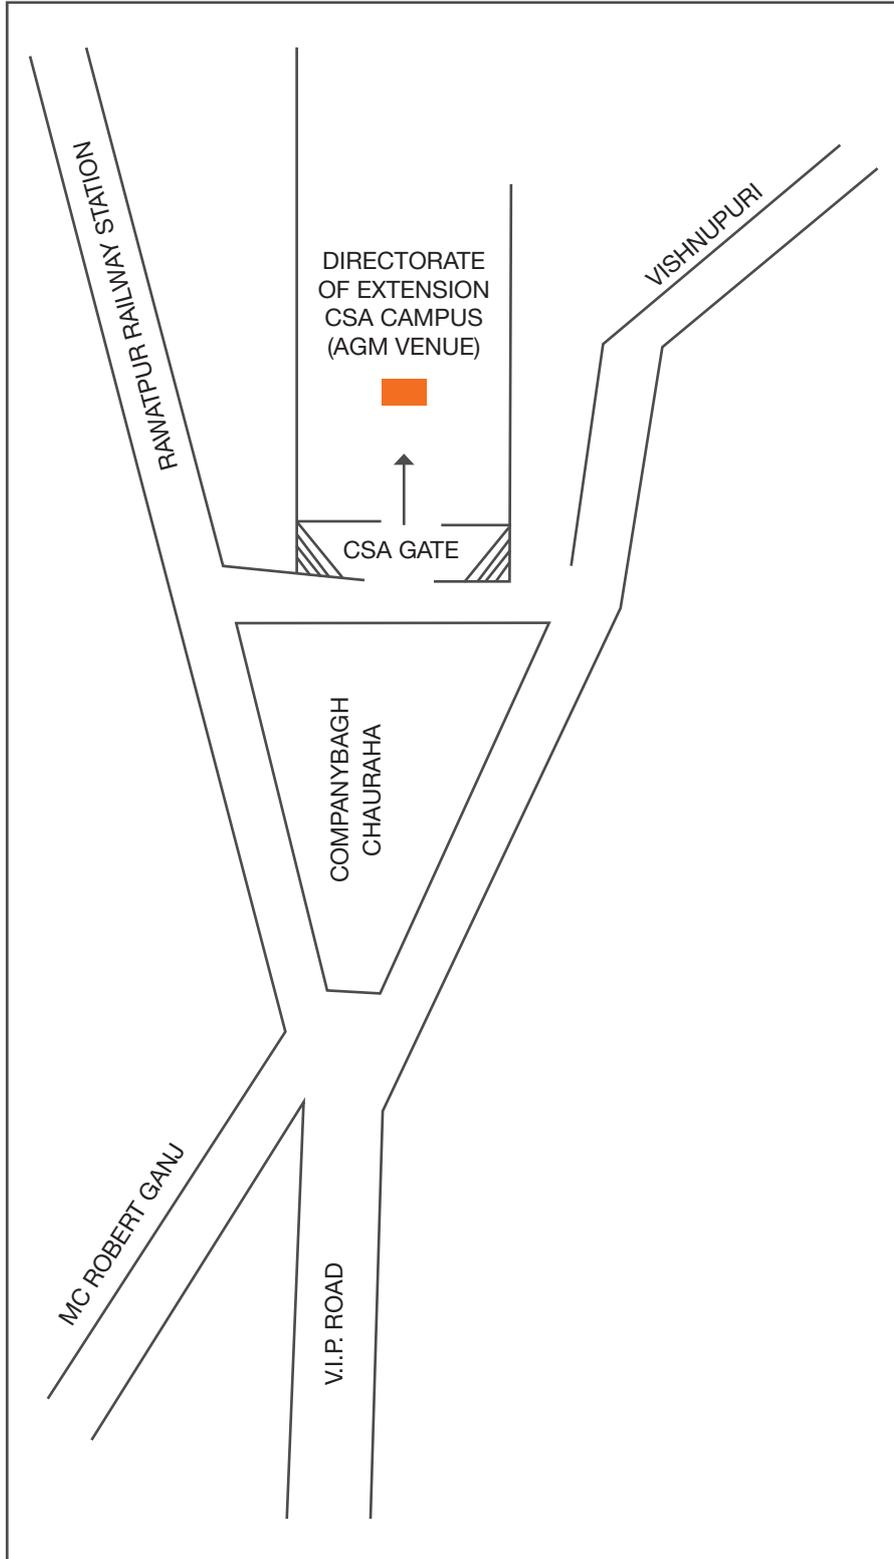 RAWATPUR RAILWAY STATION
DIRECTORATE
OF EXTENSION
CSA CAMPUS
(AGM VENUE)
VISHNUPURI
CSA GATE
COMPANYBAGH
CHAURAHA
MC ROBERT GANJ
V.I.P. ROAD